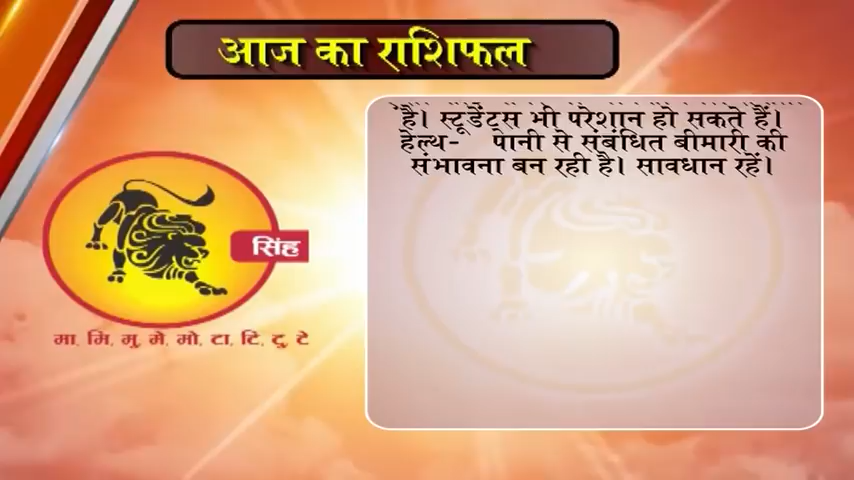 आज का राशिफल
है। स्टूडेंट्स भी परेशान हो सकते हैं।
हेल्थ- पानी से संबंधित बीमारी की
संभावना बन रही है। सावधान रहें।
सिंह
मा, मि, मु, मे, मो, टा, टि, टु, टे